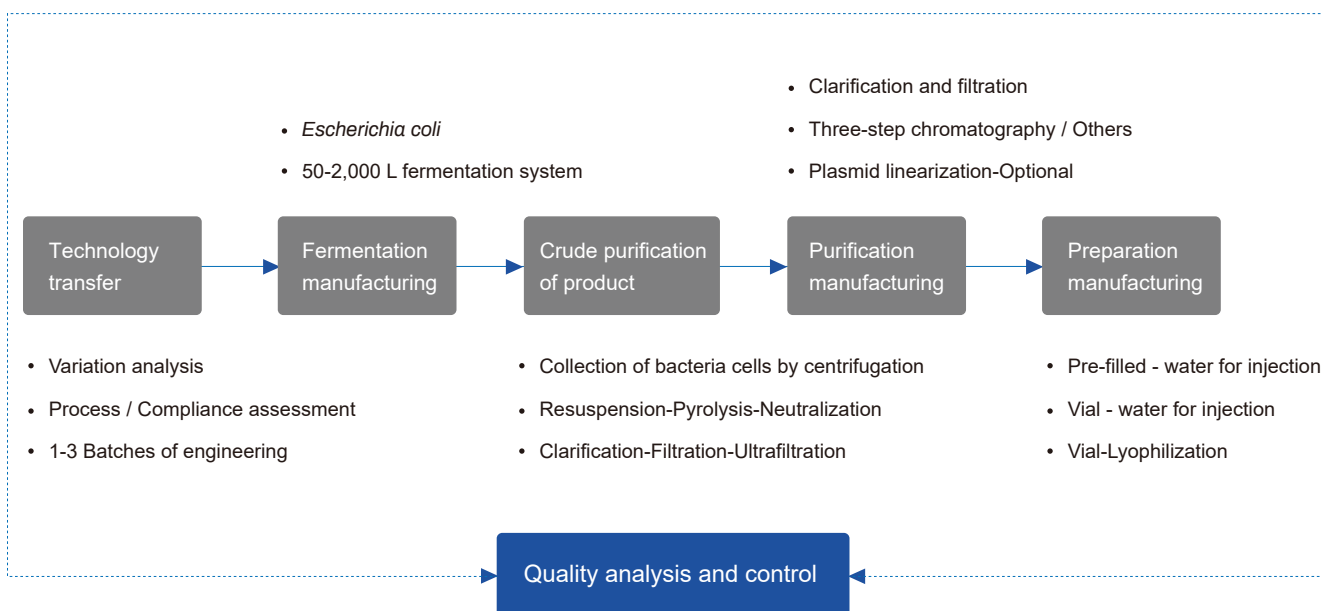 • Clarification and filtration
• Three-step chromatography / Others
• Plasmid linearization-Optional
• Escherichia coli
• 50-2,000 L fermentation system
Technology
transfer
Fermentation
manufacturing
Crude purification
of product
Purification
manufacturing
Preparation
manufacturing
• Variation analysis
• Process / Compliance assessment
• 1-3 Batches of engineering
• Collection of bacteria cells by centrifugation
• Resuspension-Pyrolysis-Neutralization
• Clarification-Filtration-Ultrafiltration
• Pre-filled - water for injection
• Vial - water for injection
• Vial-Lyophilization
Quality analysis and control